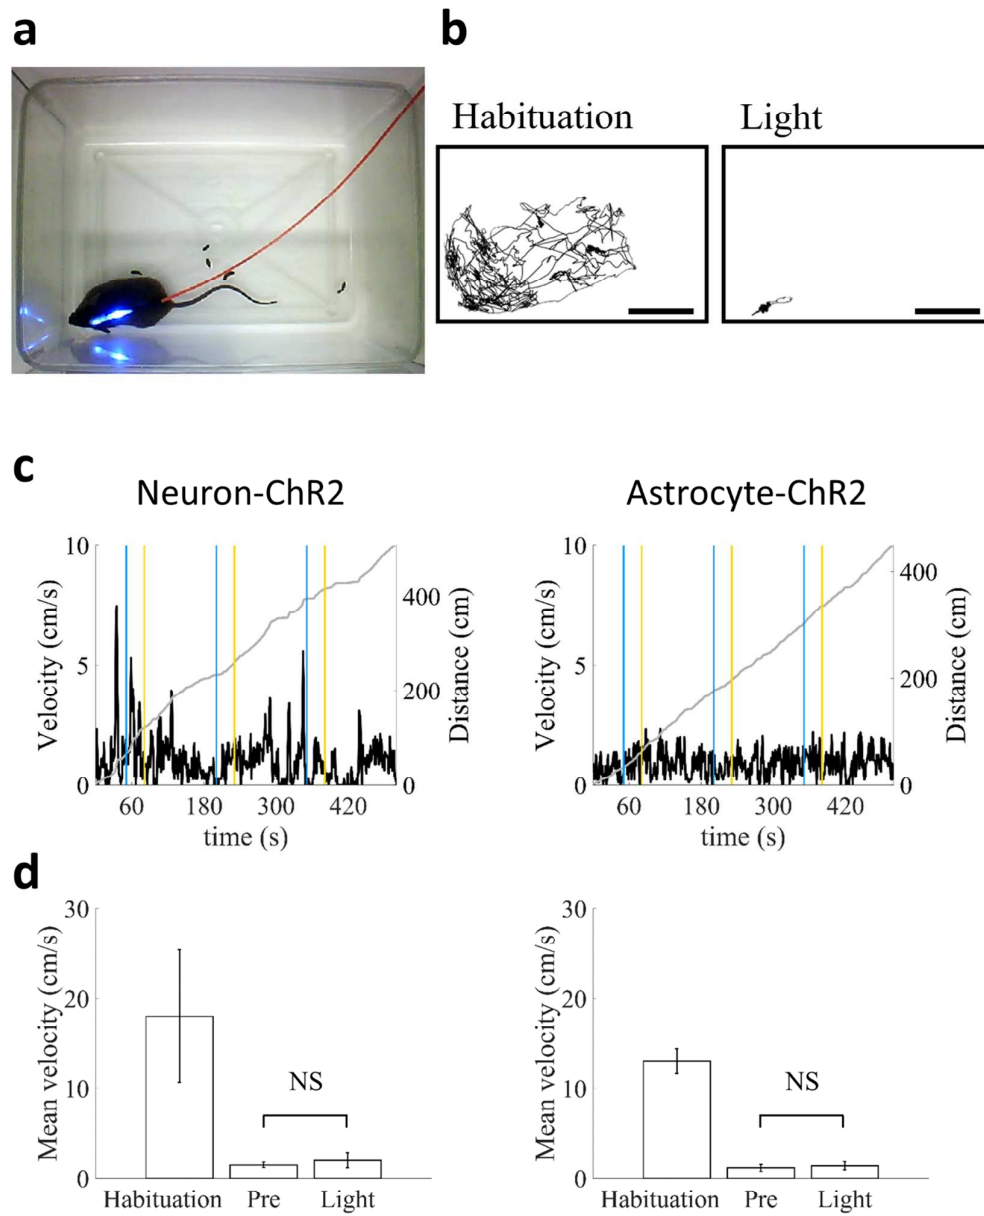 a
b
Habituation
Light
c
Neuron-ChR2
Astrocyte-ChR2
10
5
0
Velocity (cm/s)
400
200
0
Distance (cm)
60 180 300 420
time (s)
10
5
0
Velocity (cm/s)
400
200
0
Distance (cm)
60 180 300 420
time (s)
d
30
20
10
0
Mean velocity (cm/s)
NS
Habituation Pre Light
30
20
10
0
Mean velocity (cm/s)
NS
Habituation Pre Light